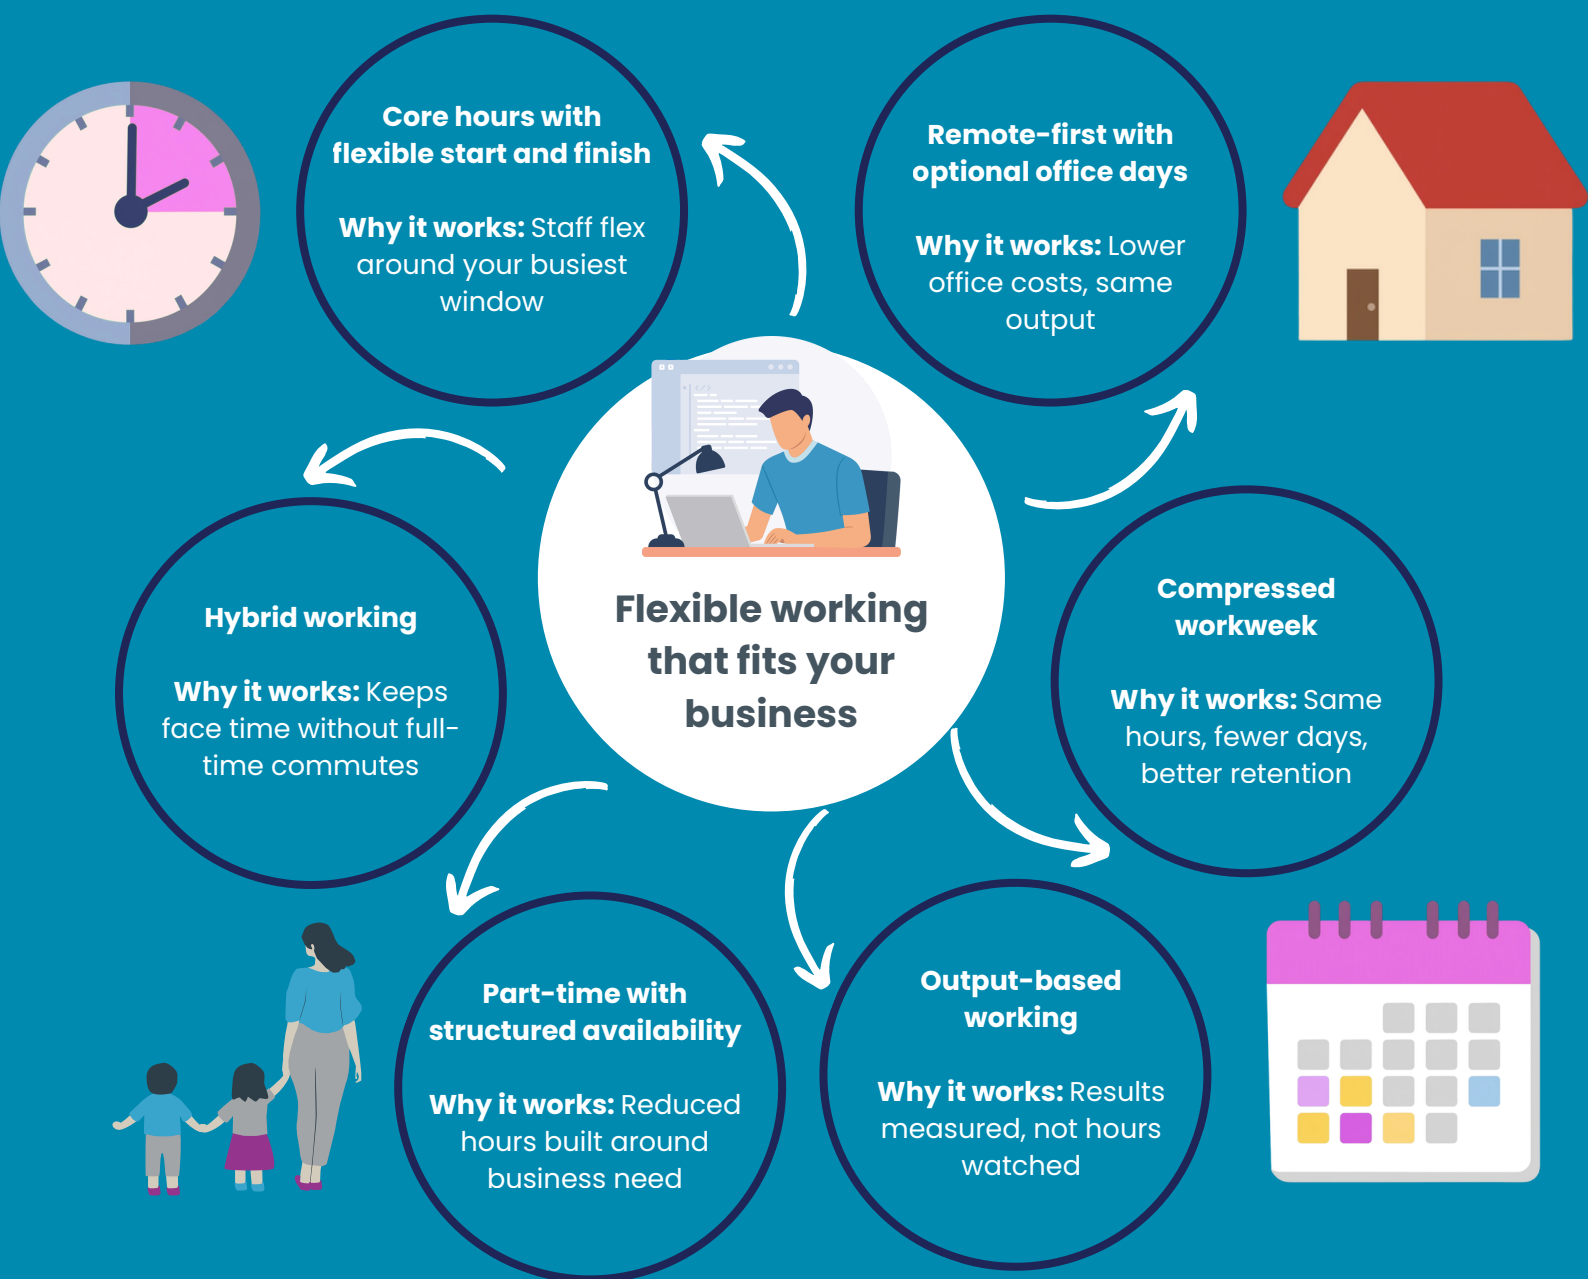 Core hours with
flexible start and finish
Why it works: Staff flex
around your busiest
window
Remote-first with
optional office days
Why it works: Lower
office costs, same
output
Flexible working
that fits your
business
Hybrid working
Why it works: Keeps
face time without full-
time commutes
Compressed
workweek
Why it works: Same
hours, fewer days,
better retention
Part-time with
structured availability
Why it works: Reduced
hours built around
business need
Output-based
working
Why it works: Results
measured, not hours
watched